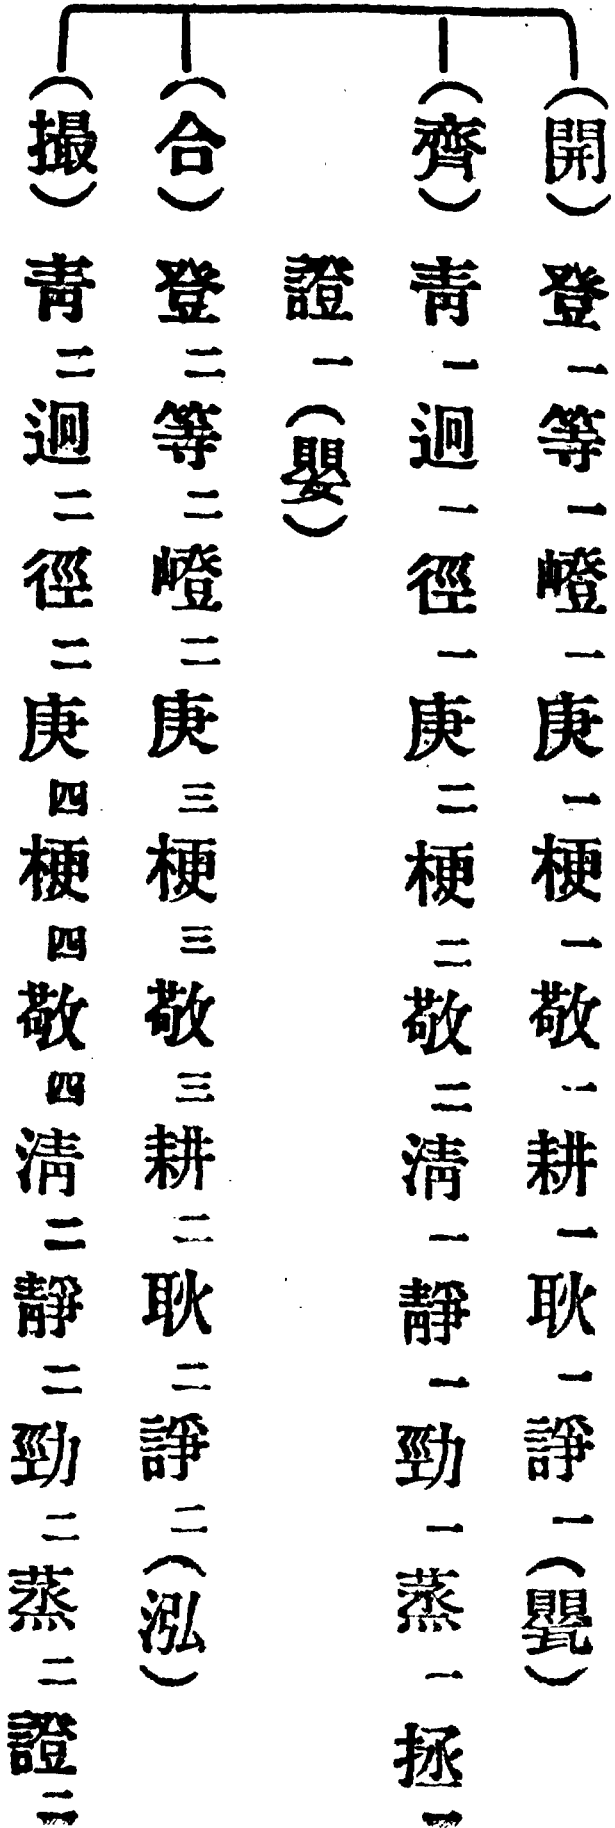 （開）登一等一嶝一庚一梗一敬一耕一耿一諍一（甖）
（齊）青一迥一徑一庚二梗二敬二清一靜一勁一蒸一拯一
證一（嬰）
（合）登二等二嶝二庚三梗三敬三耕二耿二諍二（泓）
（撮）青二迥二徑二庚四梗四敬四清二靜二勁二蒸二證二